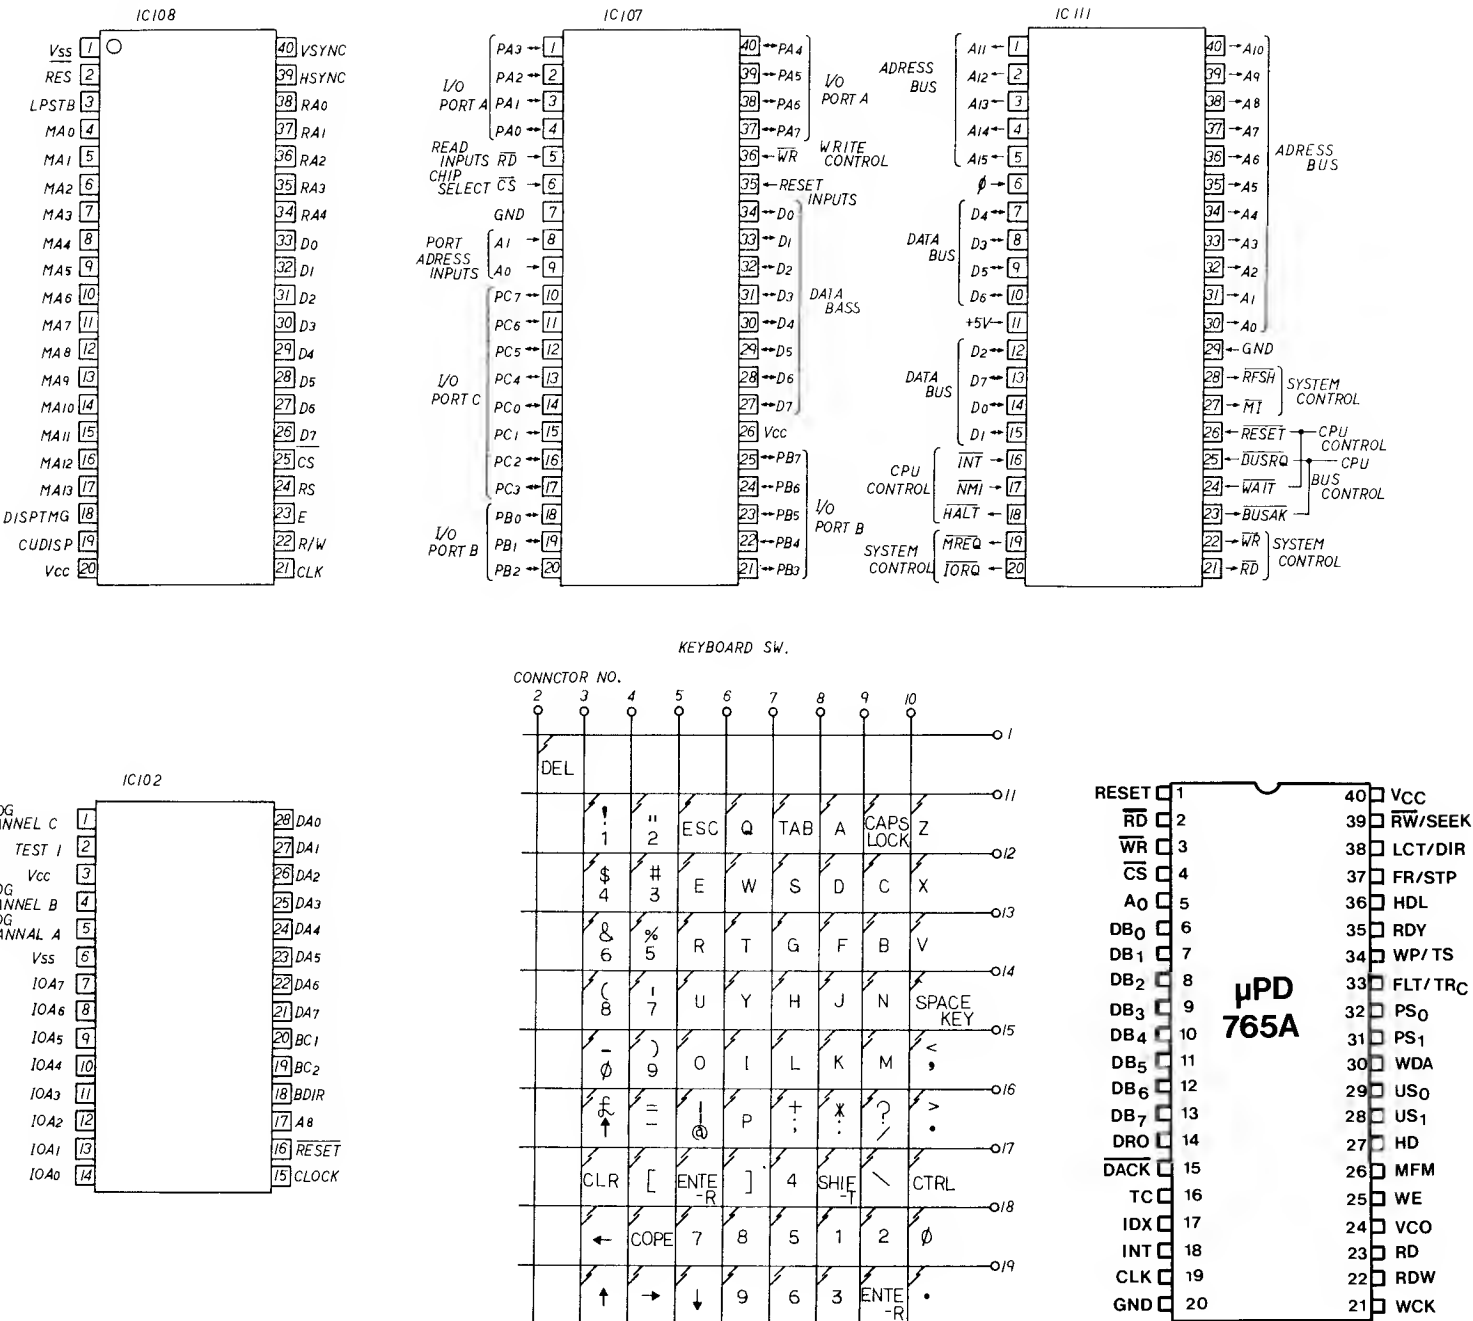 IC108
Vss 1 40 VSYNC
RES 2 39 HSYNC
LPSTB 3 38 RA0
MA0 4 37 RA1
MA1 5 36 RA2
MA2 6 35 RA3
MA3 7 34 RA4
MA4 8 33 D0
MA5 9 32 D1
MA6 10 31 D2
MA7 11 30 D3
MA8 12 29 D4
MA9 13 28 D5
MA10 14 27 D6
MA11 15 26 D7
MA12 16 25 CS
MA13 17 24 RS
DISPTMG 18 23 E
CUDISP 19 22 R/W
Vcc 20 21 CLK
IC107
I/O PORT A
PA3 ↔ 1 40 ↔ PA4
PA2 ↔ 2 39 ↔ PA5
PA1 ↔ 3 38 ↔ PA6
PA0 ↔ 4 37 ↔ PA7
I/O PORT A
READ INPUTS RD → 5 36 ← WR WRITE CONTROL
CHIP SELECT CS → 6 35 ← RESET INPUTS
GND 7 34 ↔ D0
PORT ADRESS INPUTS
A1 → 8 33 ↔ D1
A0 → 9 32 ↔ D2
PC7 ↔ 10 31 ↔ D3
DATA BASS
PC6 ↔ 11 30 ↔ D4
PC5 ↔ 12 29 ↔ D5
I/O PORT C
PC4 ↔ 13 28 ↔ D6
PC0 ↔ 14 27 ↔ D7
PC1 ↔ 15 26 Vcc
PC2 ↔ 16 25 ↔ PB7
PC3 ↔ 17 24 ↔ PB6
PB0 ↔ 18 23 ↔ PB5
I/O PORT B
I/O PORT B
PB1 ↔ 19 22 ↔ PB4
PB2 ↔ 20 21 ↔ PB3
IC111
ADRESS BUS
A11 ← 1 40 → A10
A12 ← 2 39 → A9
A13 ← 3 38 → A8
A14 ← 4 37 → A7
A15 ← 5 36 → A6
ADRESS BUS
ø → 6 35 → A5
D4 ↔ 7 34 → A4
DATA BUS
D3 ↔ 8 33 → A3
D5 ↔ 9 32 → A2
D6 ↔ 10 31 → A1
+5V 11 30 → A0
D2 ↔ 12 29 ← GND
DATA BUS
D7 ↔ 13 28 → RFSH
SYSTEM CONTROL
D0 ↔ 14 27 → MI
D1 ↔ 15 26 ← RESET
CPU CONTROL
CPU CONTROL
INT → 16 25 ← BUSRQ
CPU BUS CONTROL
NMI → 17 24 ← WAIT
HALT ← 18 23 → BUSAK
SYSTEM CONTROL
MREQ ← 19 22 → WR
SYSTEM CONTROL
IORQ ← 20 21 → RD
KEYBOARD SW.
CONNCTOR NO.
2 3 4 5 6 7 8 9 10
1
DEL
11
! 1 " 2 ESC Q TAB A CAPS LOCK Z
12
$ 4 # 3 E W S D C X
13
& 6 % 5 R T G F B V
14
( 8 ' 7 U Y H J N SPACE KEY
15
_ ø ) 9 O I L K M < ,
16
£ ↑ = - | @ P + ; * : ? / > .
17
CLR [ ENTE-R ] 4 SHIF-T \ CTRL
18
← COPE 7 8 5 1 2 ø
19
↑ → ↓ 9 6 3 ENTE-R .
IC102
OG
ANNEL C 1 28 DA0
TEST 1 2 27 DA1
Vcc 3 26 DA2
OG
ANNEL B 4 25 DA3
OG
ANNAL A 5 24 DA4
Vss 6 23 DA5
IOA7 7 22 DA6
IOA6 8 21 DA7
IOA5 9 20 BC1
IOA4 10 19 BC2
IOA3 11 18 BDIR
IOA2 12 17 A8
IOA1 13 16 RESET
IOA0 14 15 CLOCK
µPD
765A
RESET 1 40 VCC
RD 2 39 RW/SEEK
WR 3 38 LCT/DIR
CS 4 37 FR/STP
A0 5 36 HDL
DB0 6 35 RDY
DB1 7 34 WP/TS
DB2 8 33 FLT/TRC
DB3 9 32 PS0
DB4 10 31 PS1
DB5 11 30 WDA
DB6 12 29 US0
DB7 13 28 US1
DRO 14 27 HD
DACK 15 26 MFM
TC 16 25 WE
IDX 17 24 VCO
INT 18 23 RD
CLK 19 22 RDW
GND 20 21 WCK